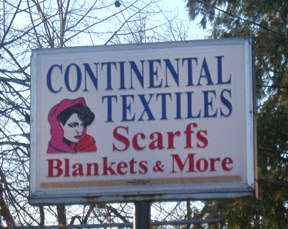 CONTINENTAL
TEXTILES
Scarfs
Blankets & More